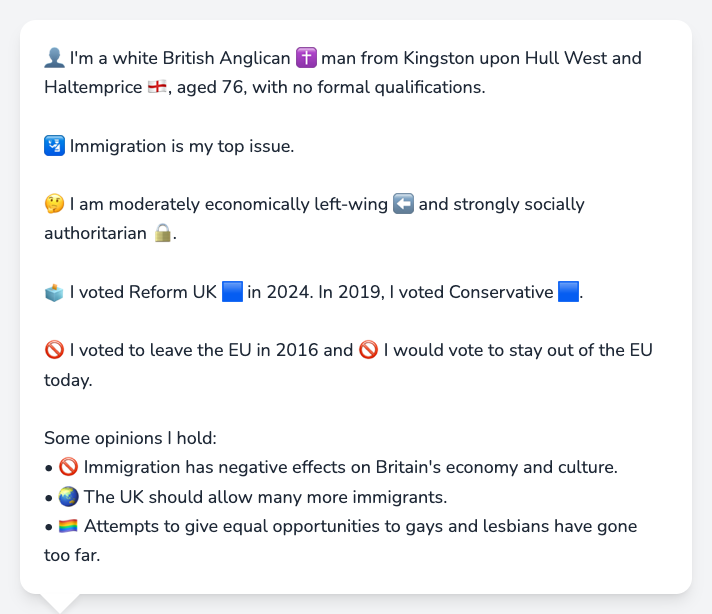 👤 I'm a white British Anglican ✝️ man from Kingston upon Hull West and
Haltemprice 🏴󠁧󠁢󠁥󠁮󠁧󠁿, aged 76, with no formal qualifications.
🛂 Immigration is my top issue.
🤔 I am moderately economically left-wing ⬅️ and strongly socially
authoritarian 🔒.
🗳️ I voted Reform UK 🟦 in 2024. In 2019, I voted Conservative 🟦.
🚫 I voted to leave the EU in 2016 and 🚫 I would vote to stay out of the EU
today.
Some opinions I hold:
• 🚫 Immigration has negative effects on Britain's economy and culture.
• 🌏 The UK should allow many more immigrants.
• 🏳️‍🌈 Attempts to give equal opportunities to gays and lesbians have gone
too far.